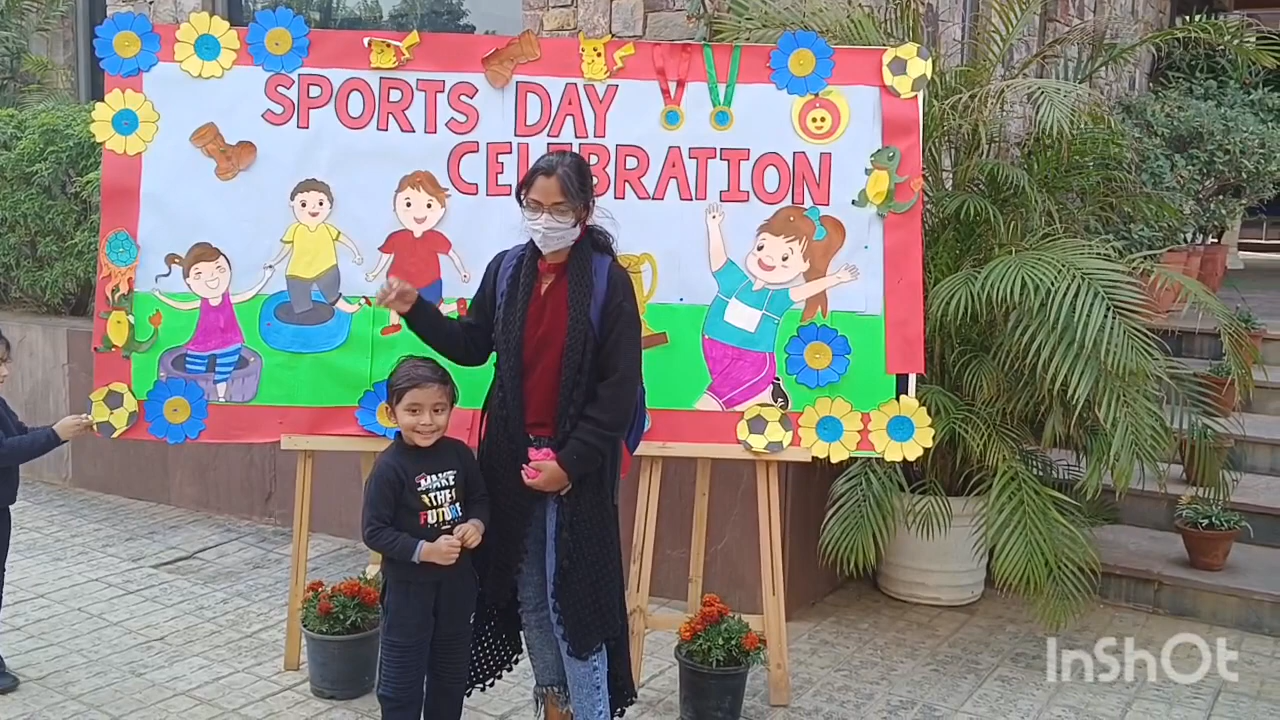 SPORTS DAY
CELEBRATION
MAKE
THE
FUTURE
InShOt